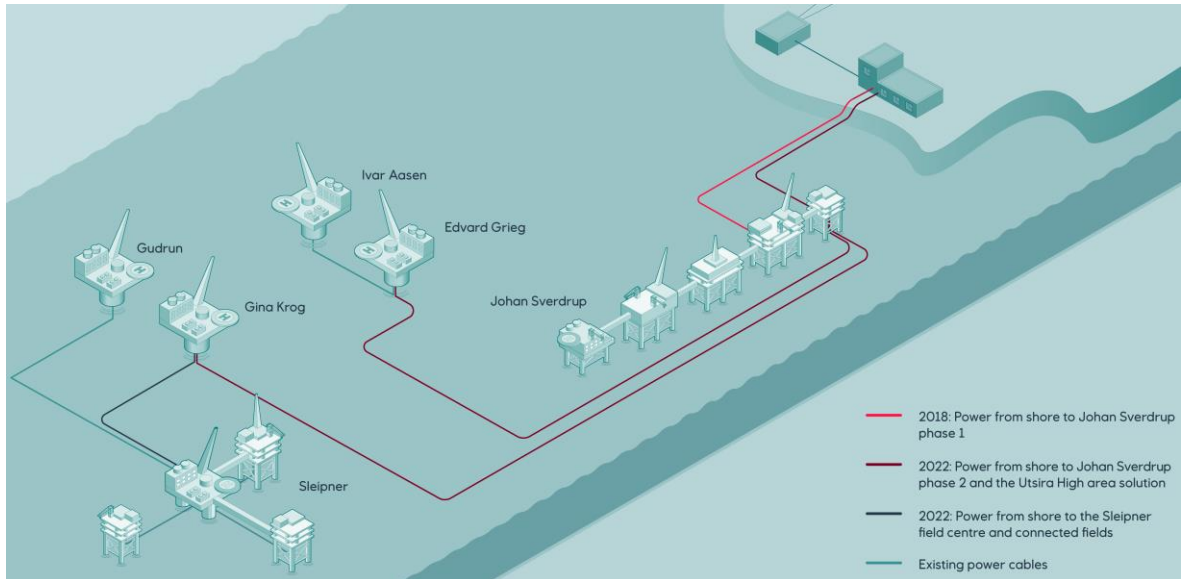 Ivar Aasen
Edvard Grieg
Gudrun
Gina Krog
Johan Sverdrup
Sleipner
2018: Power from shore to Johan Sverdrup
phase 1
2022: Power from shore to Johan Sverdrup
phase 2 and the Utsira High area solution
2022: Power from shore to the Sleipner
field centre and connected fields
Existing power cables